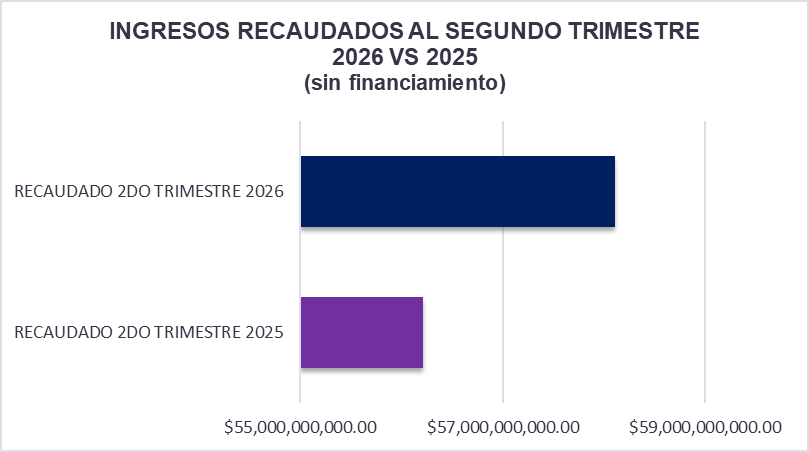 INGRESOS RECAUDADOS AL SEGUNDO TRIMESTRE
2026 VS 2025
(sin financiamiento)
RECAUDADO 2DO TRIMESTRE 2026
RECAUDADO 2DO TRIMESTRE 2025
$55,000,000,000.00 $57,000,000,000.00 $59,000,000,000.00